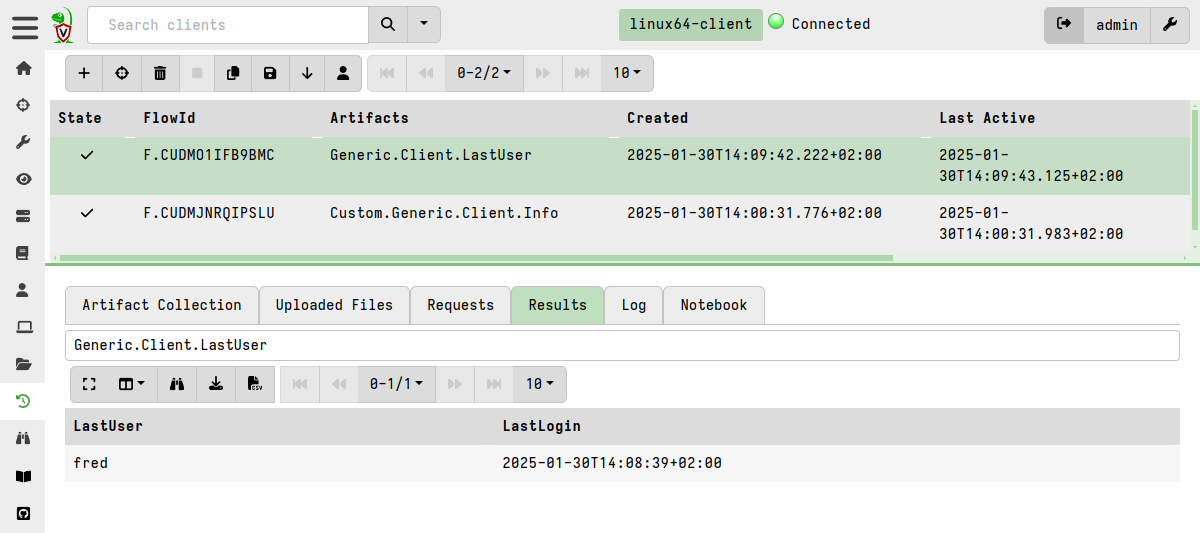 Search clients linux64-client Connected admin
0-2/2 10
State FlowId Artifacts Created Last Active
F.CUDMO1IFB9BMC Generic.Client.LastUser 2025-01-30T14:09:42.222+02:00 2025-01-
30T14:09:43.125+02:00
F.CUDMJNRQIPSLU Custom.Generic.Client.Info 2025-01-30T14:00:31.776+02:00 2025-01-
30T14:00:31.983+02:00
Artifact Collection Uploaded Files Requests Results Log Notebook
Generic.Client.LastUser
CSV 0-1/1 10
LastUser LastLogin
fred 2025-01-30T14:08:39+02:00